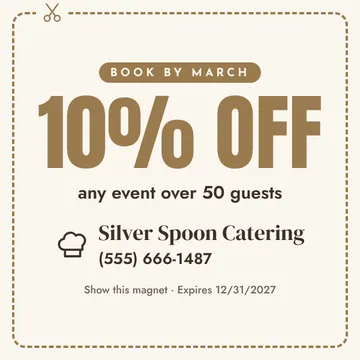 BOOK BY MARCH
10% OFF
any event over 50 guests
Silver Spoon Catering
(555) 666-1487
Show this magnet · Expires 12/31/2027